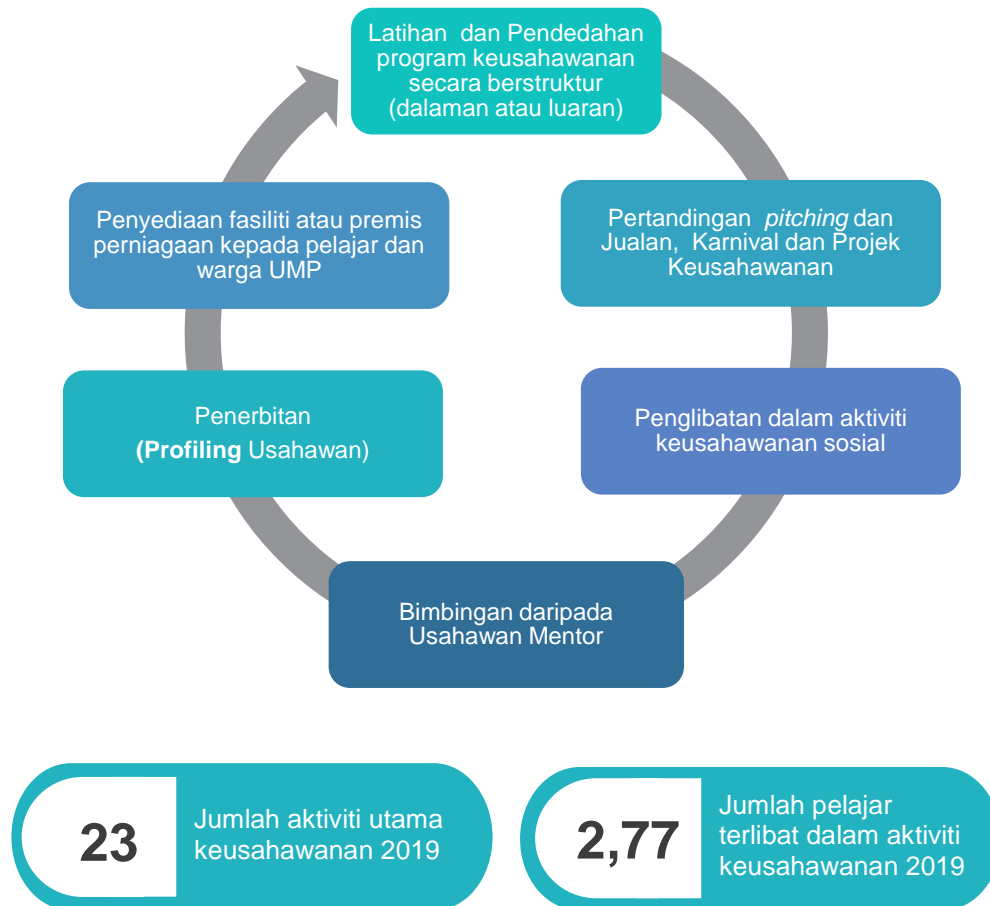 Latihan dan Pendedahan
program keusahawanan
secara berstruktur
(dalaman atau luaran)
Pertandingan pitching dan
Jualan, Karnival dan Projek
Keusahawanan
Penglibatan dalam aktiviti
keusahawanan sosial
Bimbingan daripada
Usahawan Mentor
Penerbitan
(Profiling Usahawan)
Penyediaan fasiliti atau premis
perniagaan kepada pelajar dan
warga UMP
23
Jumlah aktiviti utama
keusahawanan 2019
2,77
Jumlah pelajar
terlibat dalam aktiviti
keusahawanan 2019